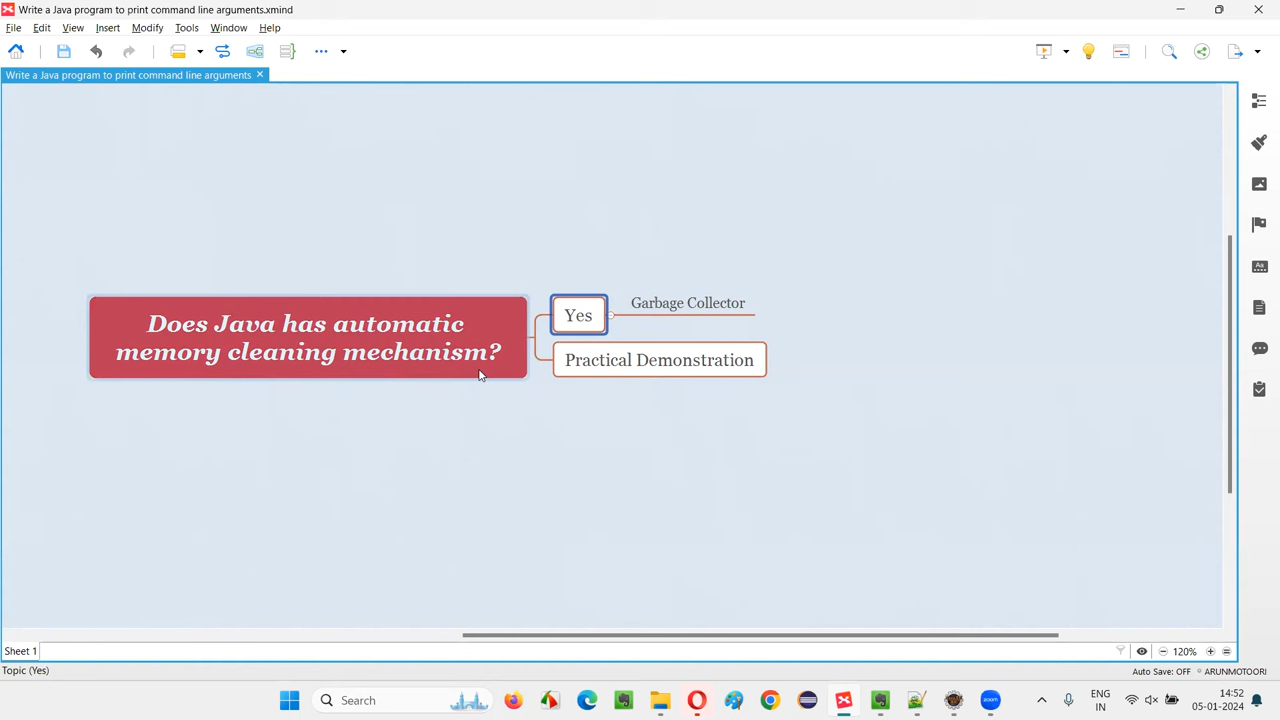 Write a Java program to print command line arguments.xmind
File Edit View Insert Modify Tools Window Help
Write a Java program to print command line arguments
Does Java has automatic
memory cleaning mechanism?
Yes
Garbage Collector
Practical Demonstration
Sheet 1
120%
Topic (Yes)
Auto Save: OFF
ARUNMOTOORI
Search
ENG
IN
14:52
05-01-2024